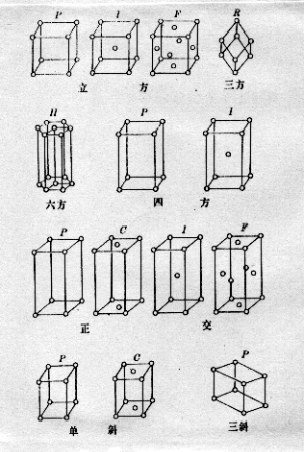 P I F R
立 方 三方
H P I
六方 四 方
P C I F
正 交
P C P
单 斜 三斜